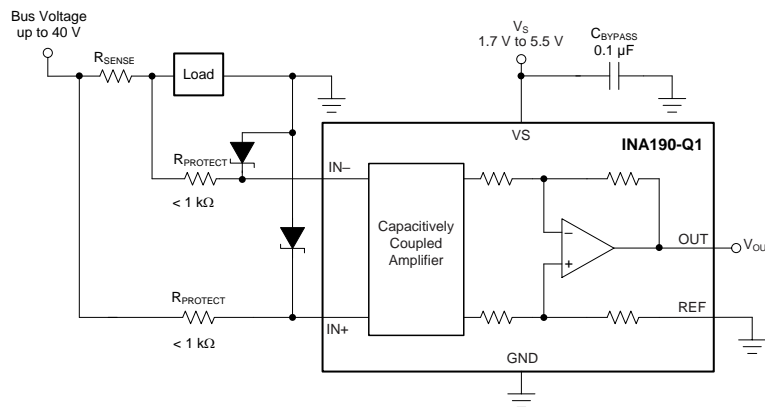 Bus Voltage
up to 40 V
RSENSE
Load
VS
1.7 V to 5.5 V
CBYPASS
0.1 µF
VS
INA190-Q1
RPROTECT
< 1 kΩ
IN–
Capacitively
Coupled
Amplifier
–
+
OUT
VOU
RPROTECT
< 1 kΩ
IN+
REF
GND